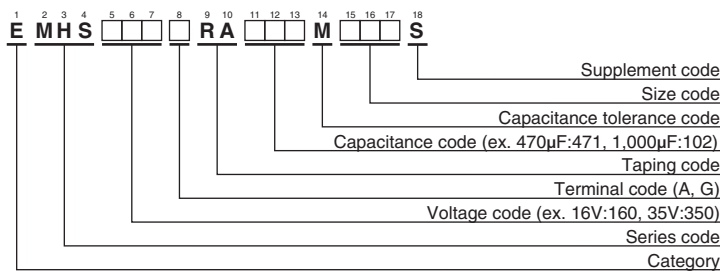 1 2 3 4 5 6 7 8 9 10 11 12 13 14 15 16 17 18
E M H S □ □ □ □ R A □ □ □ M □ □ □ S
Supplement code
Size code
Capacitance tolerance code
Capacitance code (ex. 470μF:471, 1,000μF:102)
Taping code
Terminal code (A, G)
Voltage code (ex. 16V:160, 35V:350)
Series code
Category